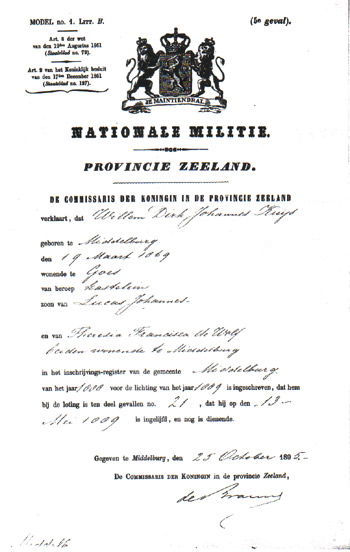 MODEL no. 1. LITT. B.
(5e geval.)
Art. 5 der wet
van den 19den Augustus 1861
(Staatsblad no. 72).
Art. 2 van het Koninklijk besluit
van den 17den December 1861
(Staatsblad no. 127).
JE MAINTIENDRAI
NATIONALE MILITIE.
PROVINCIE ZEELAND.
DE COMMISSARIS DER KONINGIN IN DE PROVINCIE ZEELAND
verklaart, dat Willem Dirk Johannes Kuys
geboren te Middelburg
den 19 Maart 1869
wonende te Goes
van beroep kastelein
zoon van Lucas Johannes
en van Theresia Francisca de Wolf
beiden wonende te Middelburg
in het inschrijvings-register van de gemeente Middelburg
van het jaar 1888 voor de lichting van het jaar 1889 is ingeschreven, dat hem
bij de loting is ten deel gevallen no. 21, dat hij op den 13
Mei 1889 is ingelijfd, en nog is dienende.
Gegeven te Middelburg, den 25 October 1895.
DE COMMISSARIS DER KONINGIN in de provincie Zeeland,